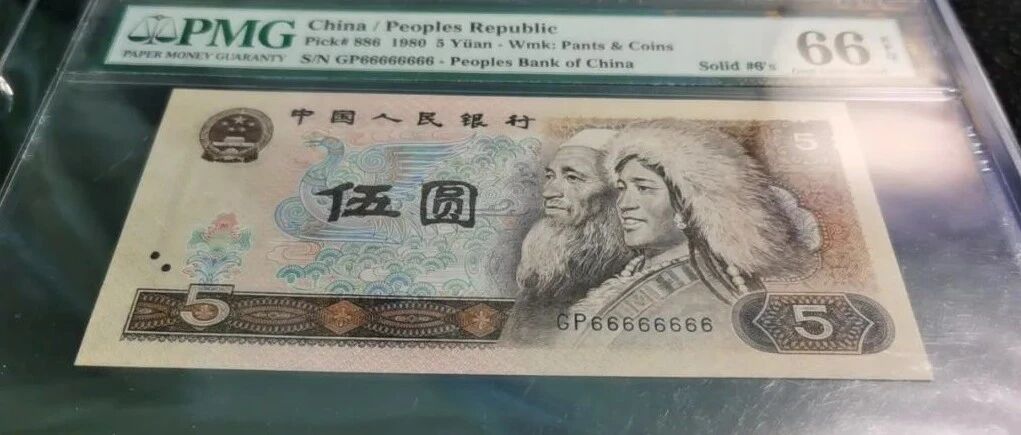 PMG
PAPER MONEY GUARANTY
China / Peoples Republic
Pick# 886 1980 5 Yüan - Wmk: Pants & Coins
S/N GP66666666 - Peoples Bank of China
Solid #6's
66
EPQ
中国人民银行
5
伍圆
5
GP66666666
5